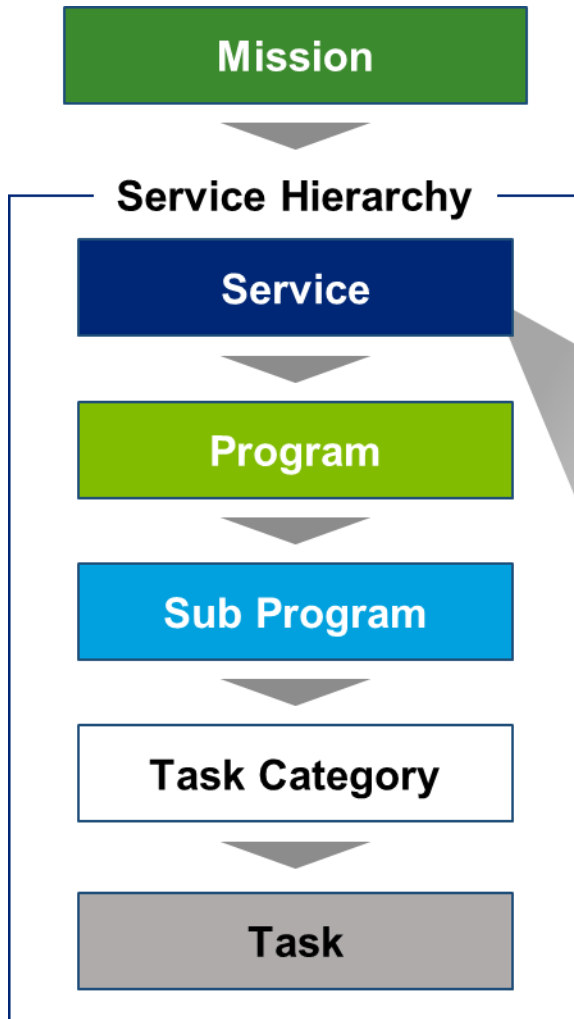 Mission
Service Hierarchy
Service
Program
Sub Program
Task Category
Task